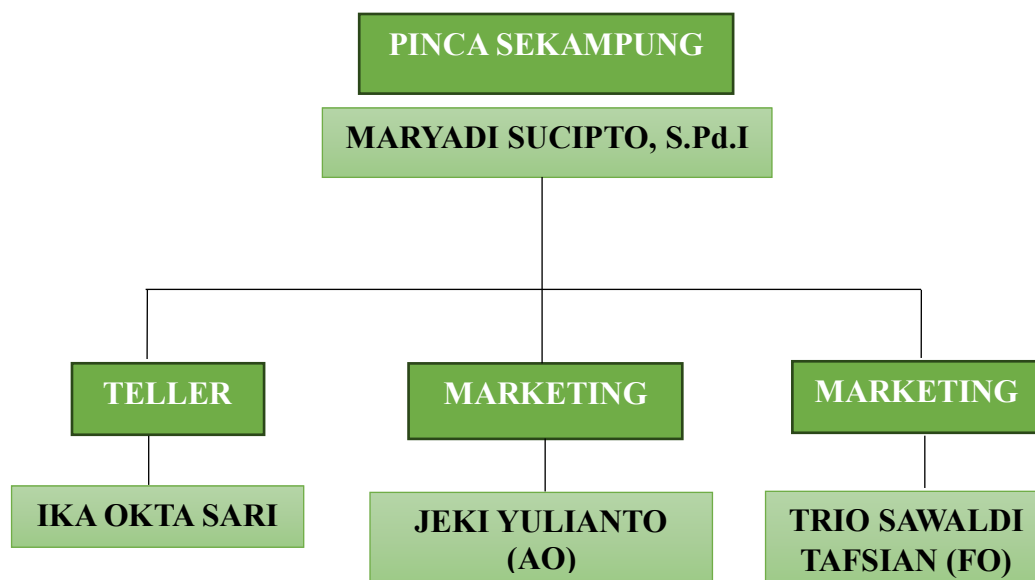 PINCA SEKAMPUNG
MARYADI SUCIPTO, S.Pd.I
TELLER
MARKETING
MARKETING
IKA OKTA SARI
JEKI YULIANTO
(AO)
TRIO SAWALDI
TAFSIAN (FO)